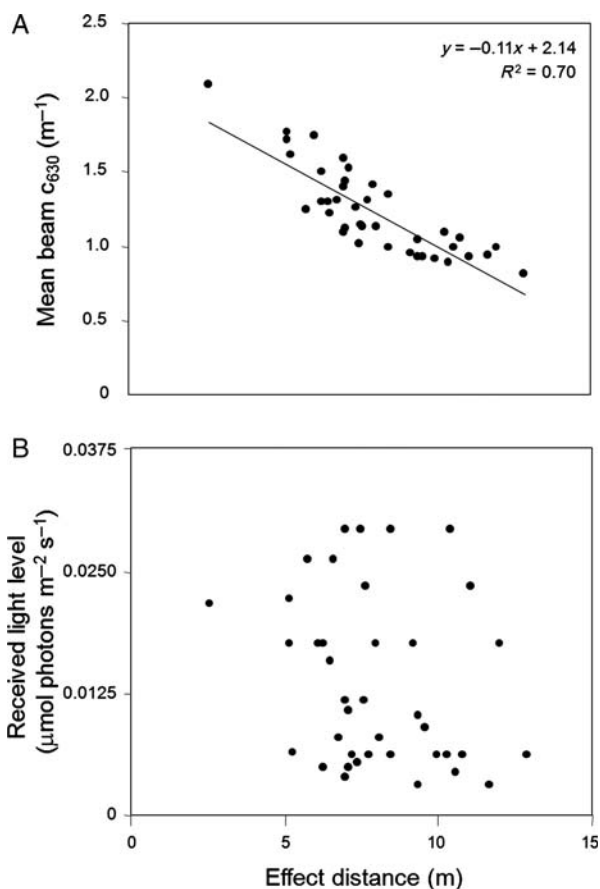 A
2.5
2.0
1.5
1.0
0.5
0
Mean beam c₆₃₀ (m⁻¹)
y = –0.11x + 2.14
R² = 0.70
B
0.0375
0.0250
0.0125
0
Received light level
(μmol photons m⁻² s⁻¹)
0 5 10 15
Effect distance (m)